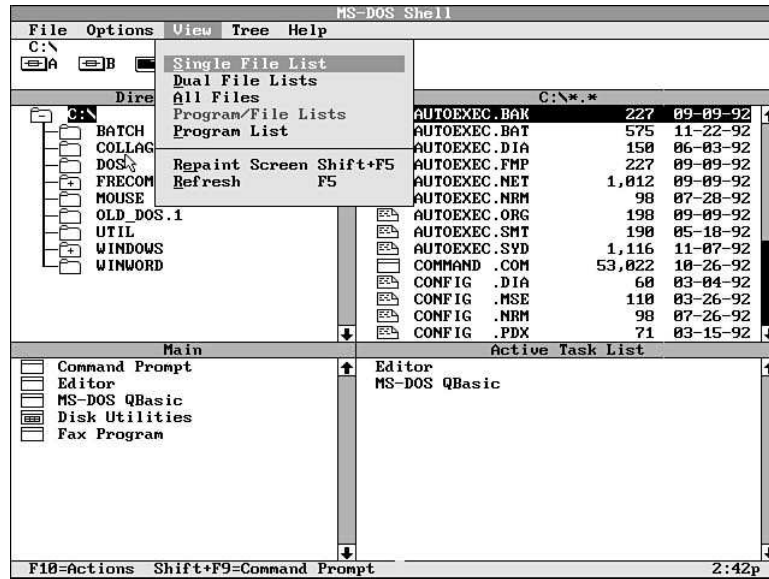 MS-DOS Shell
File Options View Tree Help
C:\
A B
Single File List
Dual File Lists
All Files
Program/File Lists
Program List
Repaint Screen Shift+F5
Refresh F5
C:\
BATCH
DOS
MOUSE
OLD_DOS.1
UTIL
WINDOWS
WINWORD
C:\*.*
AUTOEXEC.BAK 227 09-09-92
AUTOEXEC.BAT 575 11-22-92
AUTOEXEC.DIA 150 06-03-92
AUTOEXEC.FMP 227 09-09-92
AUTOEXEC.NET 1,012 09-09-92
AUTOEXEC.NRM 98 07-28-92
AUTOEXEC.ORG 198 09-09-92
AUTOEXEC.SMT 190 05-18-92
AUTOEXEC.SYD 1,116 11-07-92
COMMAND .COM 53,022 10-26-92
CONFIG .DIA 60 03-04-92
CONFIG .MSE 110 03-26-92
CONFIG .NRM 98 07-26-92
CONFIG .PDX 71 03-15-92
Main
Command Prompt
Editor
MS-DOS QBasic
Disk Utilities
Fax Program
Active Task List
Editor
MS-DOS QBasic
F10=Actions Shift+F9=Command Prompt 2:42p